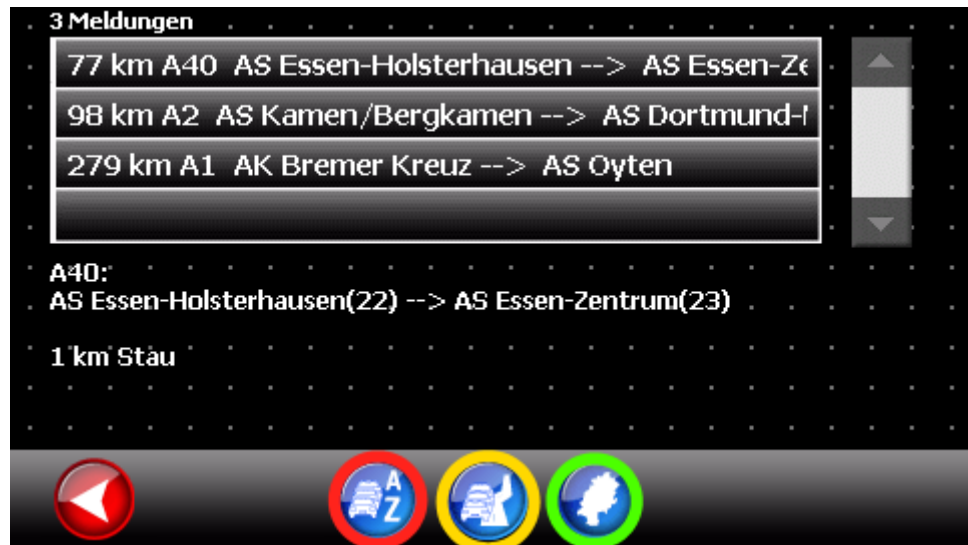 3 Meldungen
77 km A40 AS Essen-Holsterhausen --> AS Essen-Ze
98 km A2 AS Kamen/Bergkamen --> AS Dortmund-
279 km A1 AK Bremer Kreuz --> AS Oyten
A40:
AS Essen-Holsterhausen(22) --> AS Essen-Zentrum(23)
1 km Stau
A
Z